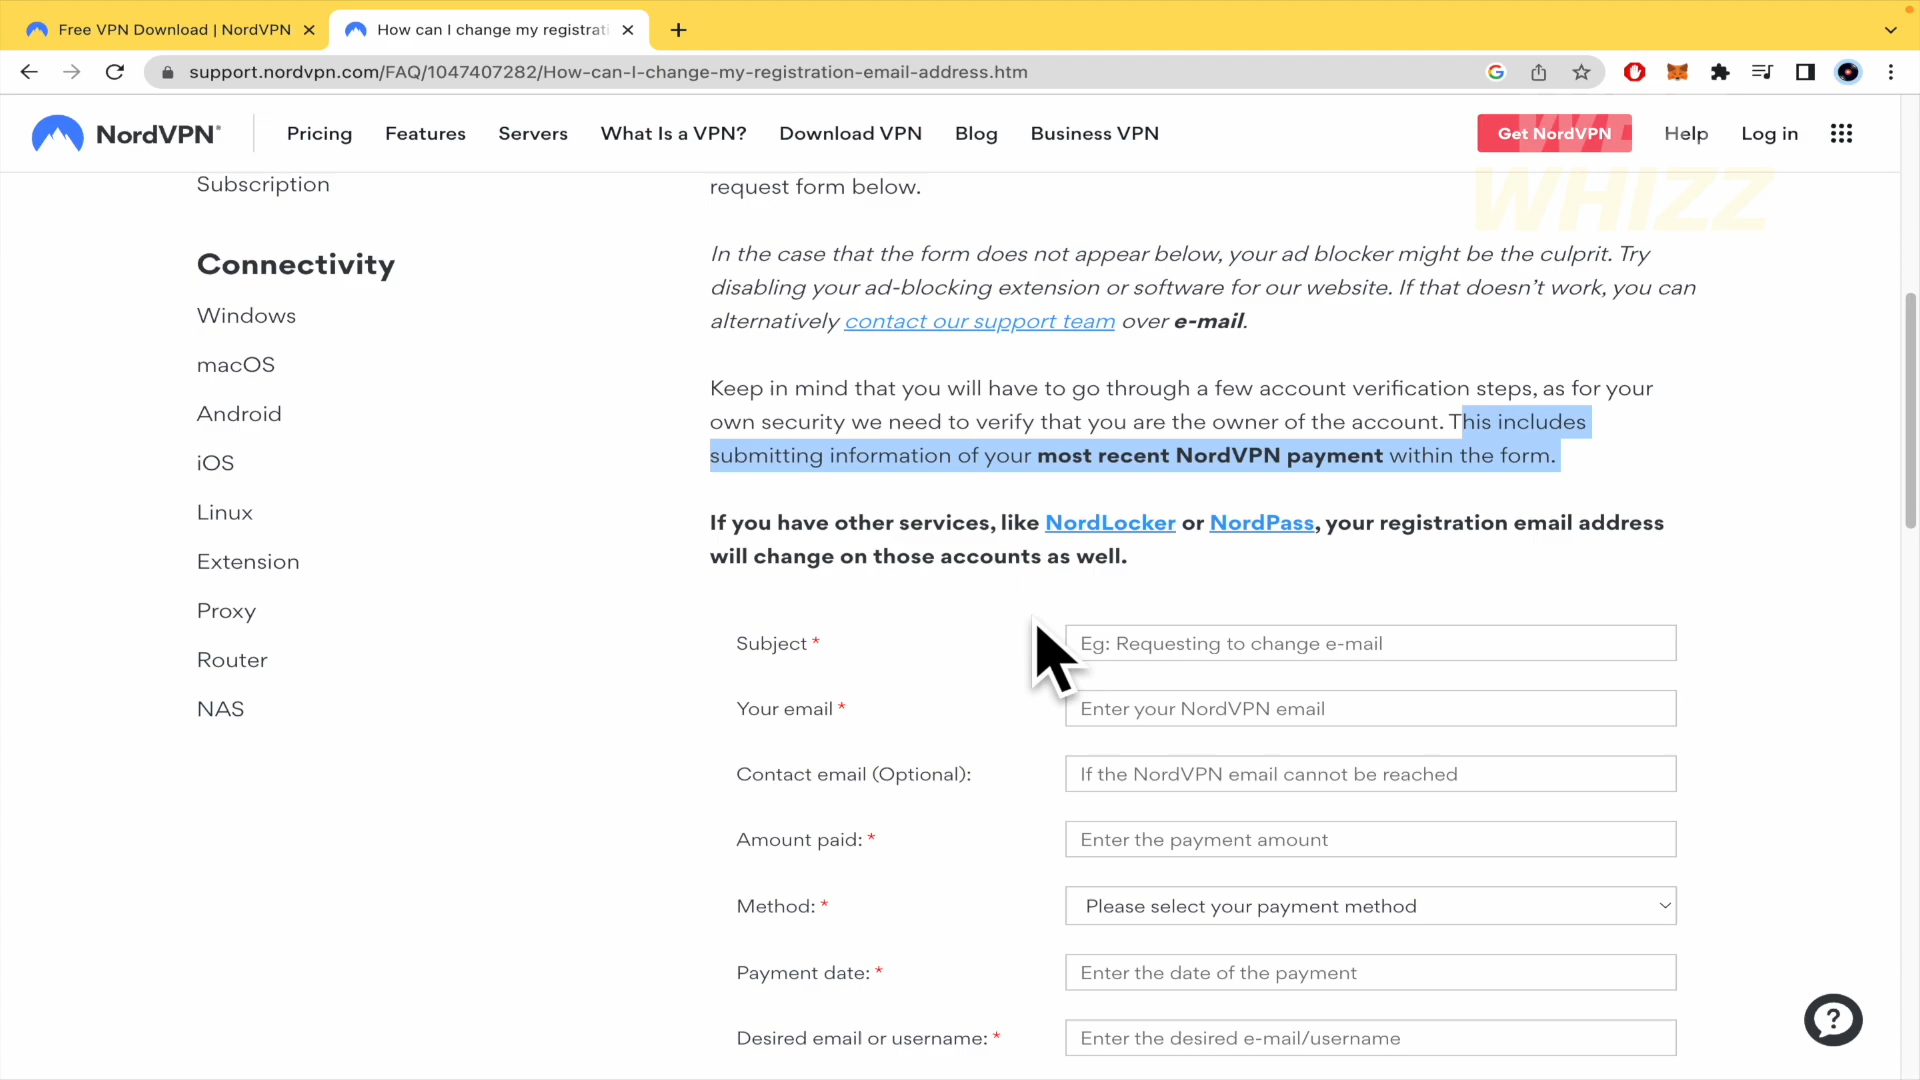 Free VPN Download | NordVPN
How can I change my registrati
support.nordvpn.com/FAQ/1047407282/How-can-I-change-my-registration-email-address.htm
NordVPN®
Pricing
Features
Servers
What Is a VPN?
Download VPN
Blog
Business VPN
Get NordVPN
Help
Log in
WE
WHIZZ
Subscription
Connectivity
Windows
macOS
Android
iOS
Linux
Extension
Proxy
Router
NAS
request form below.
In the case that the form does not appear below, your ad blocker might be the culprit. Try
disabling your ad-blocking extension or software for our website. If that doesn't work, you can
alternatively contact our support team over e-mail.
Keep in mind that you will have to go through a few account verification steps, as for your
own security we need to verify that you are the owner of the account. This includes
submitting information of your most recent NordVPN payment within the form.
If you have other services, like NordLocker or NordPass, your registration email address
will change on those accounts as well.
Subject *
Eg: Requesting to change e-mail
Your email *
Enter your NordVPN email
Contact email (Optional):
If the NordVPN email cannot be reached
Amount paid: *
Enter the payment amount
Method: *
Please select your payment method
Payment date: *
Enter the date of the payment
Desired email or username: *
Enter the desired e-mail/username